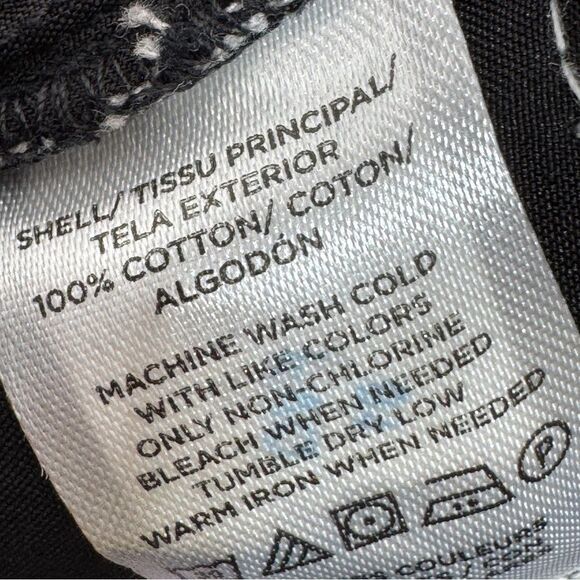 SHELL/ TISSU PRINCIPAL/
TELA EXTERIOR
100% COTTON/ COTON/
ALGODÓN
MACHINE WASH COLD
WITH LIKE COLORS
ONLY NON-CHLORINE
BLEACH WHEN NEEDED
TUMBLE DRY LOW
WARM IRON WHEN NEEDED
P
COULEURS